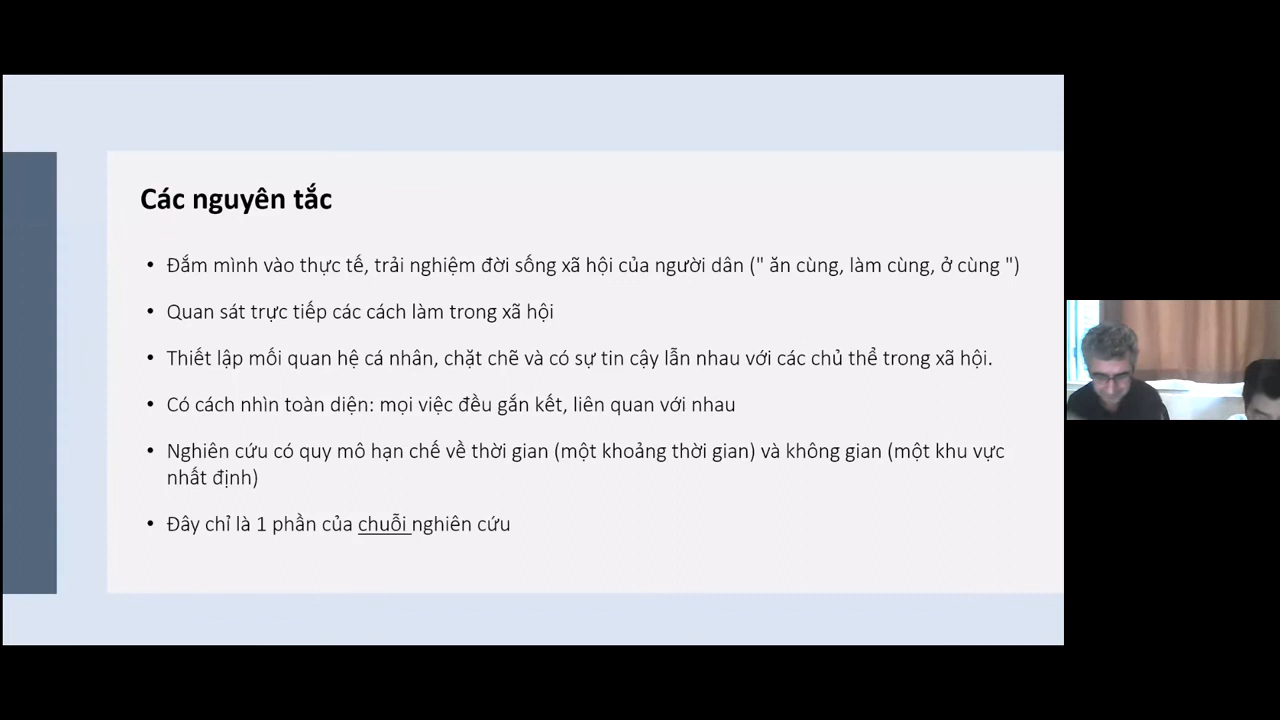 Các nguyên tắc
• Đắm mình vào thực tế, trải nghiệm đời sống xã hội của người dân (" ăn cùng, làm cùng, ở cùng ")
• Quan sát trực tiếp các cách làm trong xã hội
• Thiết lập mối quan hệ cá nhân, chặt chẽ và có sự tin cậy lẫn nhau với các chủ thể trong xã hội.
• Có cách nhìn toàn diện: mọi việc đều gắn kết, liên quan với nhau
• Nghiên cứu có quy mô hạn chế về thời gian (một khoảng thời gian) và không gian (một khu vực
nhất định)
• Đây chỉ là 1 phần của chuỗi nghiên cứu